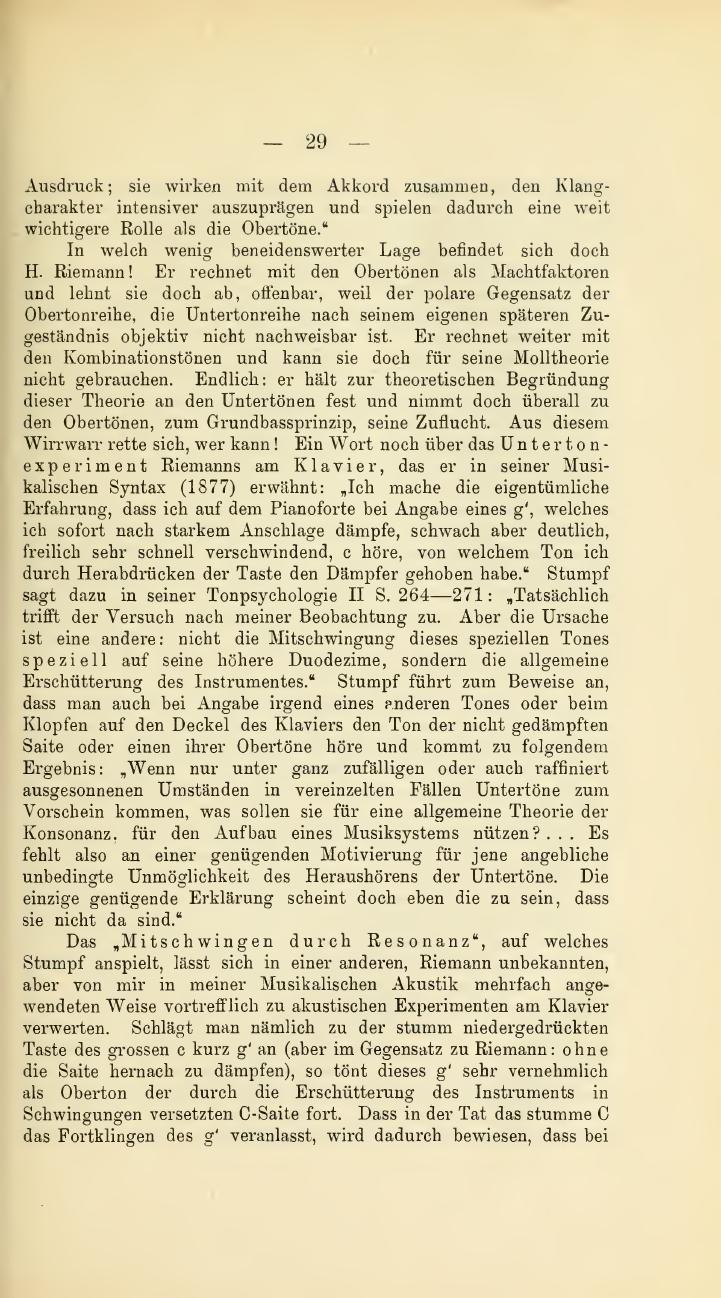 — 29 —
Ausdruck; sie wirken mit dem Akkord zusammen, den Klang-
charakter intensiver auszuprägen und spielen dadurch eine weit
wichtigere Rolle als die Obertöne.“
In welch wenig beneidenswerter Lage befindet sich doch
H. Riemann! Er rechnet mit den Obertönen als Machtfaktoren
und lehnt sie doch ab, offenbar, weil der polare Gegensatz der
Obertonreihe, die Untertonreihe nach seinem eigenen späteren Zu-
geständnis objektiv nicht nachweisbar ist. Er rechnet weiter mit
den Kombinationstönen und kann sie doch für seine Molltheorie
nicht gebrauchen. Endlich: er hält zur theoretischen Begründung
dieser Theorie an den Untertönen fest und nimmt doch überall zu
den Obertönen, zum Grundbassprinzip, seine Zuflucht. Aus diesem
Wirrwarr rette sich, wer kann! Ein Wort noch über das Unterton-
experiment Riemanns am Klavier, das er in seiner Musi-
kalischen Syntax (1877) erwähnt: „Ich mache die eigentümliche
Erfahrung, dass ich auf dem Pianoforte bei Angabe eines g‘, welches
ich sofort nach starkem Anschlage dämpfe, schwach aber deutlich,
freilich sehr schnell verschwindend, c höre, von welchem Ton ich
durch Herabdrücken der Taste den Dämpfer gehoben habe.“ Stumpf
sagt dazu in seiner Tonpsychologie II S. 264—271: „Tatsächlich
trifft der Versuch nach meiner Beobachtung zu. Aber die Ursache
ist eine andere: nicht die Mitschwingung dieses speziellen Tones
speziell auf seine höhere Duodezime, sondern die allgemeine
Erschütterung des Instrumentes.“ Stumpf führt zum Beweise an,
dass man auch bei Angabe irgend eines anderen Tones oder beim
Klopfen auf den Deckel des Klaviers den Ton der nicht gedämpften
Saite oder einen ihrer Obertöne höre und kommt zu folgendem
Ergebnis: „Wenn nur unter ganz zufälligen oder auch raffiniert
ausgesonnenen Umständen in vereinzelten Fällen Untertöne zum
Vorschein kommen, was sollen sie für eine allgemeine Theorie der
Konsonanz, für den Aufbau eines Musiksystems nützen? . . . Es
fehlt also an einer genügenden Motivierung für jene angebliche
unbedingte Unmöglichkeit des Heraushörens der Untertöne. Die
einzige genügende Erklärung scheint doch eben die zu sein, dass
sie nicht da sind.“
Das „Mitschwingen durch Resonanz“, auf welches
Stumpf anspielt, lässt sich in einer anderen, Riemann unbekannten,
aber von mir in meiner Musikalischen Akustik mehrfach ange-
wendeten Weise vortrefflich zu akustischen Experimenten am Klavier
verwerten. Schlägt man nämlich zu der stumm niedergedrückten
Taste des grossen c kurz g‘ an (aber im Gegensatz zu Riemann: ohne
die Saite hernach zu dämpfen), so tönt dieses g‘ sehr vernehmlich
als Oberton der durch die Erschütterung des Instruments in
Schwingungen versetzten C-Saite fort. Dass in der Tat das stumme C
das Fortklingen des g‘ veranlasst, wird dadurch bewiesen, dass bei